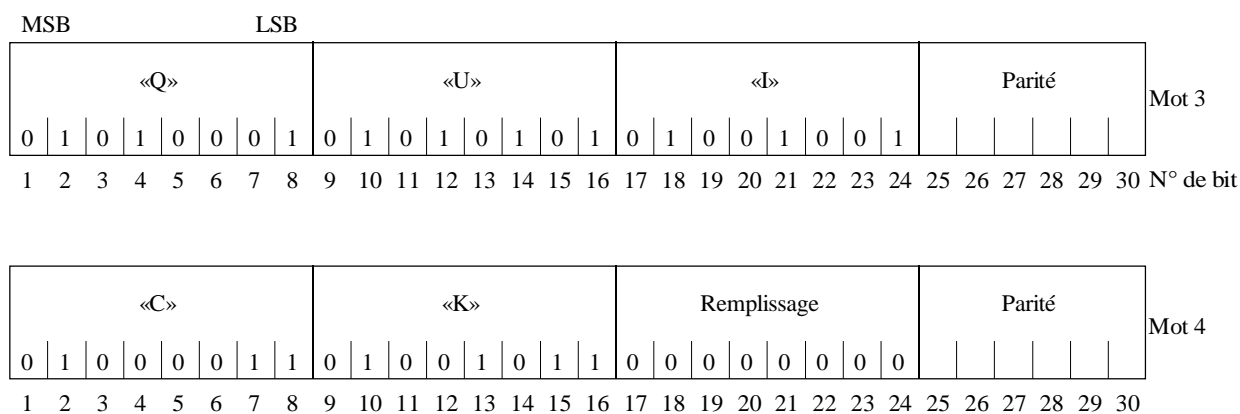 MSB LSB
«Q» «U» «I» Parité
Mot 3
0 1 0 1 0 0 0 1 0 1 0 1 0 1 0 1 0 1 0 0 1 0 0 1
1 2 3 4 5 6 7 8 9 10 11 12 13 14 15 16 17 18 19 20 21 22 23 24 25 26 27 28 29 30 N° de bit
«C» «K» Remplissage Parité
Mot 4
0 1 0 0 0 0 1 1 0 1 0 0 1 0 1 1 0 0 0 0 0 0 0 0
1 2 3 4 5 6 7 8 9 10 11 12 13 14 15 16 17 18 19 20 21 22 23 24 25 26 27 28 29 30